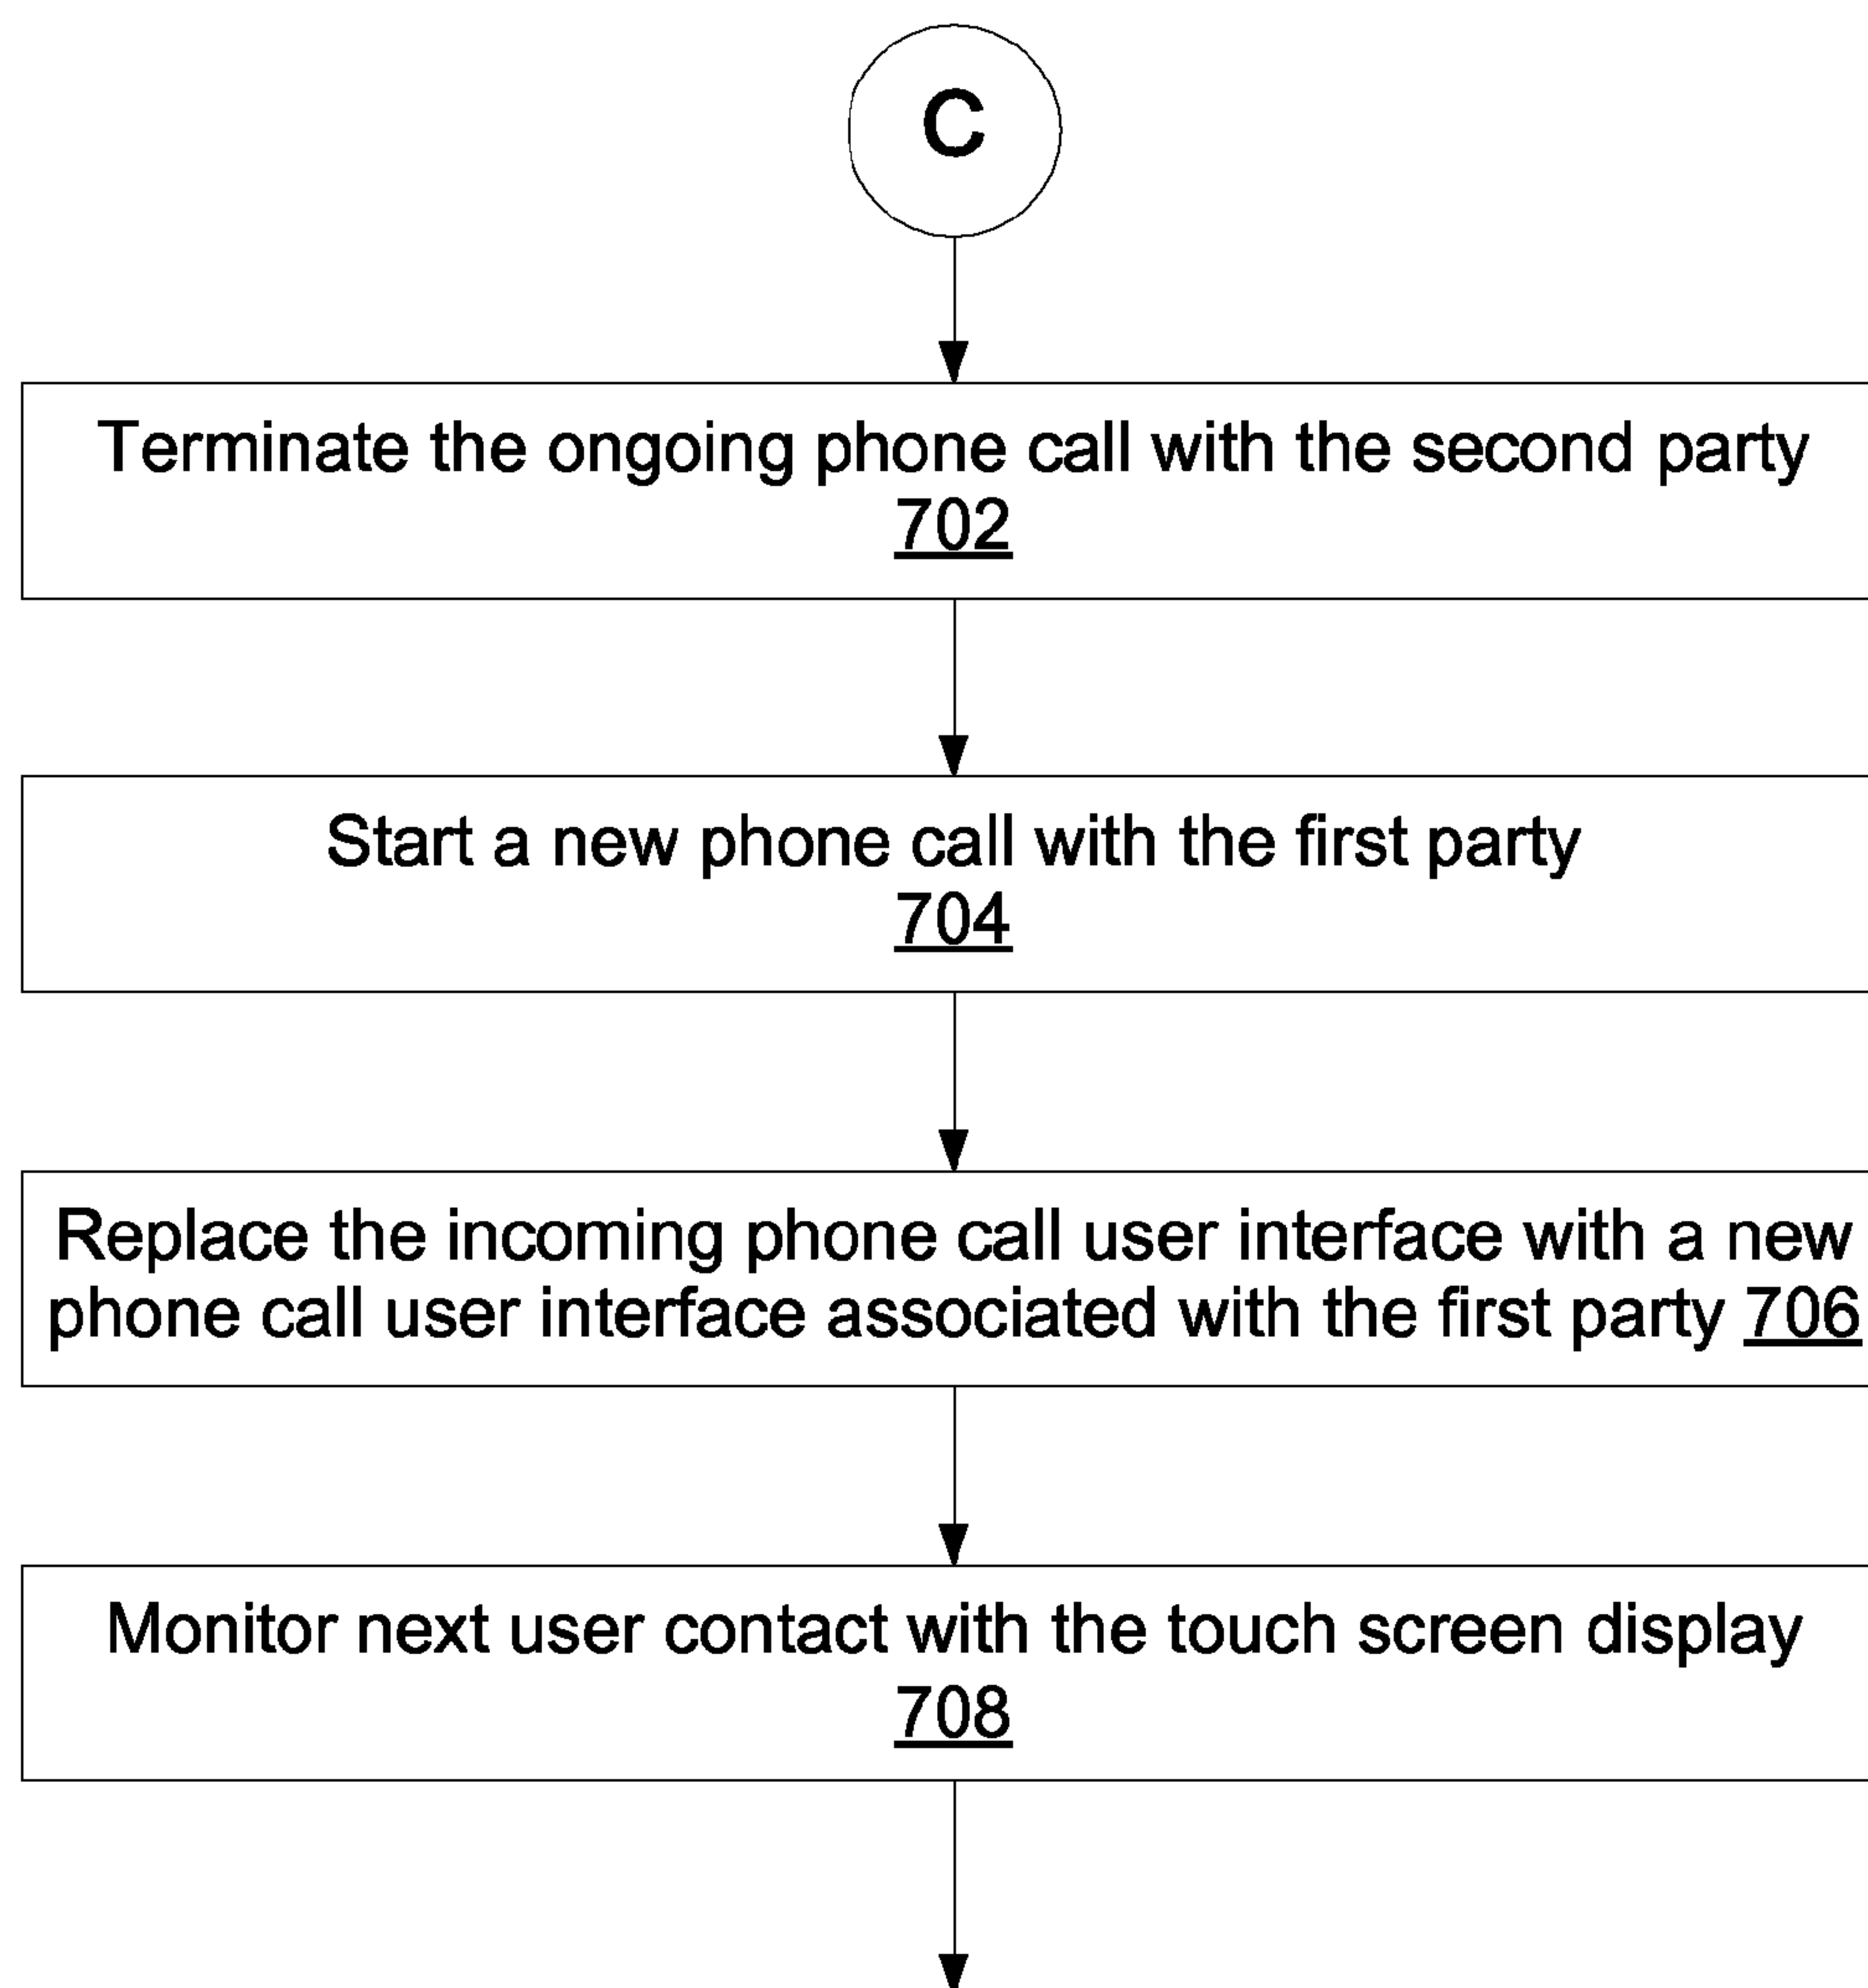 C
Terminate the ongoing phone call with the second party
702
Start a new phone call with the first party
704
Replace the incoming phone call user interface with a new
phone call user interface associated with the first party 706
Monitor next user contact with the touch screen display
708